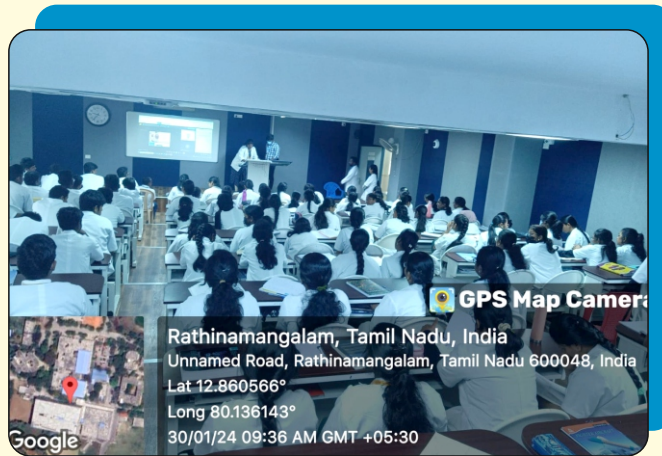 GPS Map Camera
Rathinamangalam, Tamil Nadu, India
Unnamed Road, Rathinamangalam, Tamil Nadu 600048, India
Lat 12.860566°
Long 80.136143°
30/01/24 09:36 AM GMT +05:30
Google